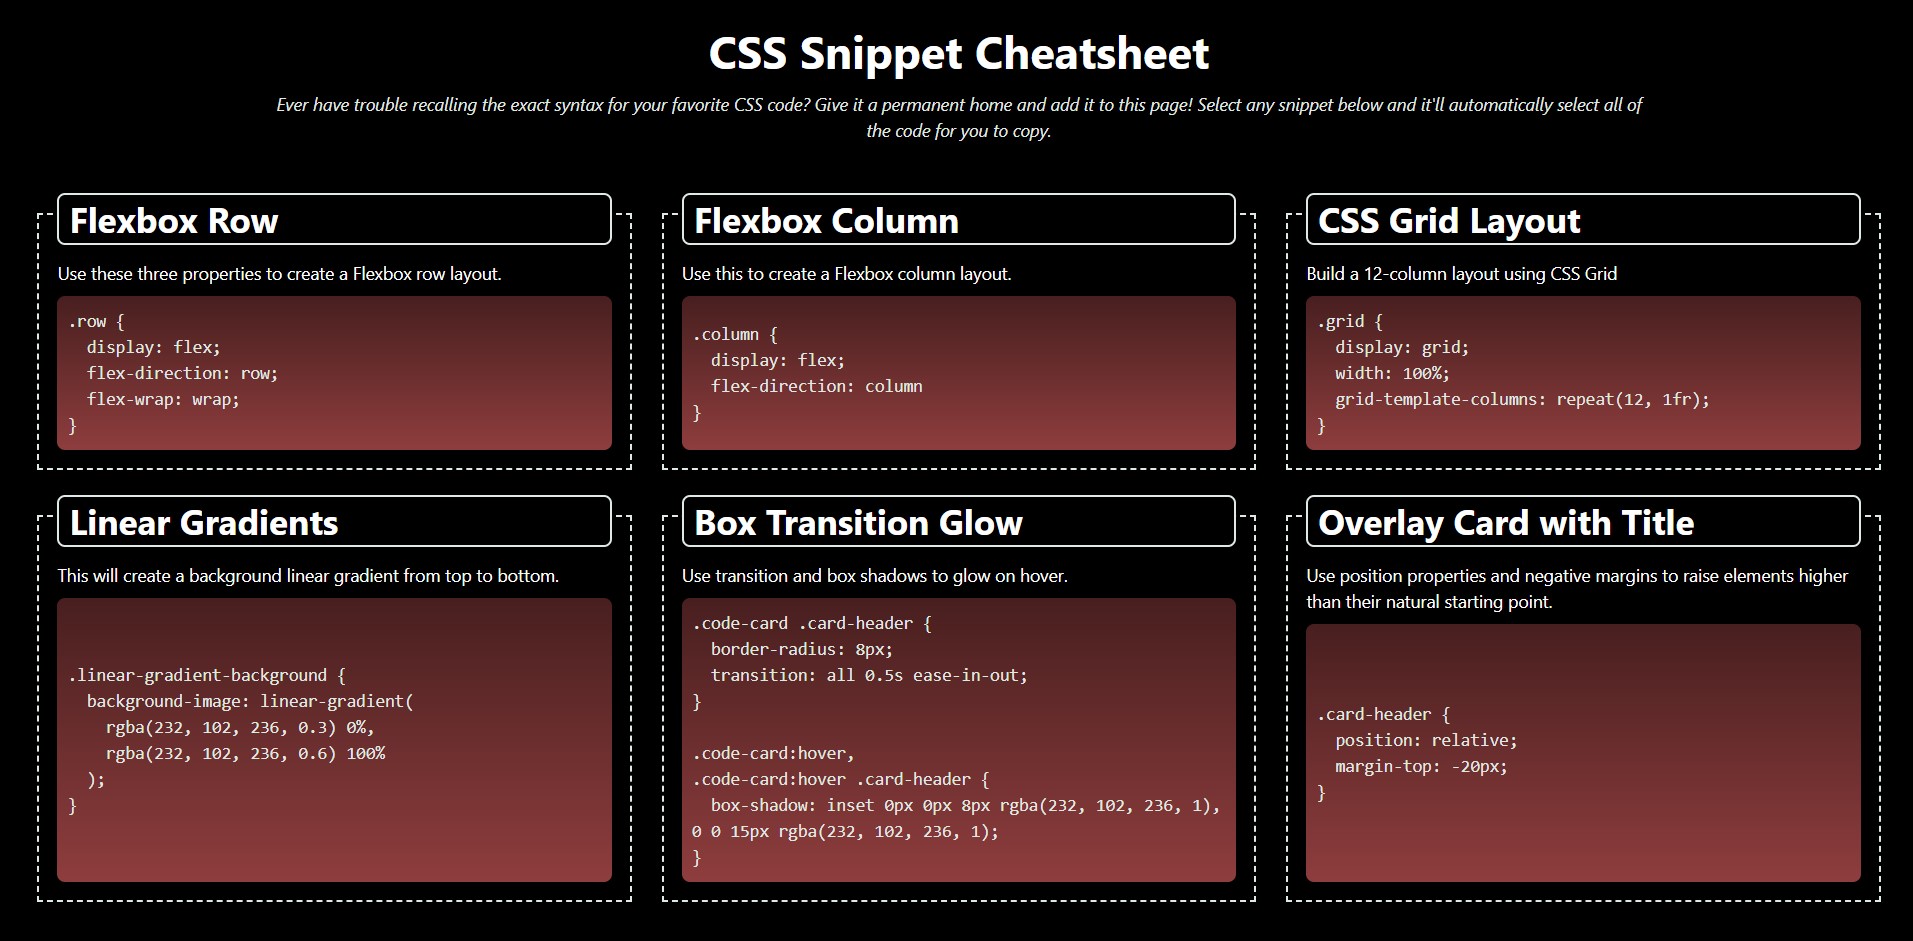 CSS Snippet Cheatsheet
Ever have trouble recalling the exact syntax for your favorite CSS code? Give it a permanent home and add it to this page! Select any snippet below and it'll automatically select all of
the code for you to copy.
Flexbox Row
Use these three properties to create a Flexbox row layout.
.row {
  display: flex;
  flex-direction: row;
  flex-wrap: wrap;
}
Flexbox Column
Use this to create a Flexbox column layout.
.column {
  display: flex;
  flex-direction: column
}
CSS Grid Layout
Build a 12-column layout using CSS Grid
.grid {
  display: grid;
  width: 100%;
  grid-template-columns: repeat(12, 1fr);
}
Linear Gradients
This will create a background linear gradient from top to bottom.
.linear-gradient-background {
  background-image: linear-gradient(
    rgba(232, 102, 236, 0.3) 0%,
    rgba(232, 102, 236, 0.6) 100%
  );
}
Box Transition Glow
Use transition and box shadows to glow on hover.
.code-card .card-header {
  border-radius: 8px;
  transition: all 0.5s ease-in-out;
}
.code-card:hover,
.code-card:hover .card-header {
  box-shadow: inset 0px 0px 8px rgba(232, 102, 236, 1),
0 0 15px rgba(232, 102, 236, 1);
}
Overlay Card with Title
Use position properties and negative margins to raise elements higher
than their natural starting point.
.card-header {
  position: relative;
  margin-top: -20px;
}